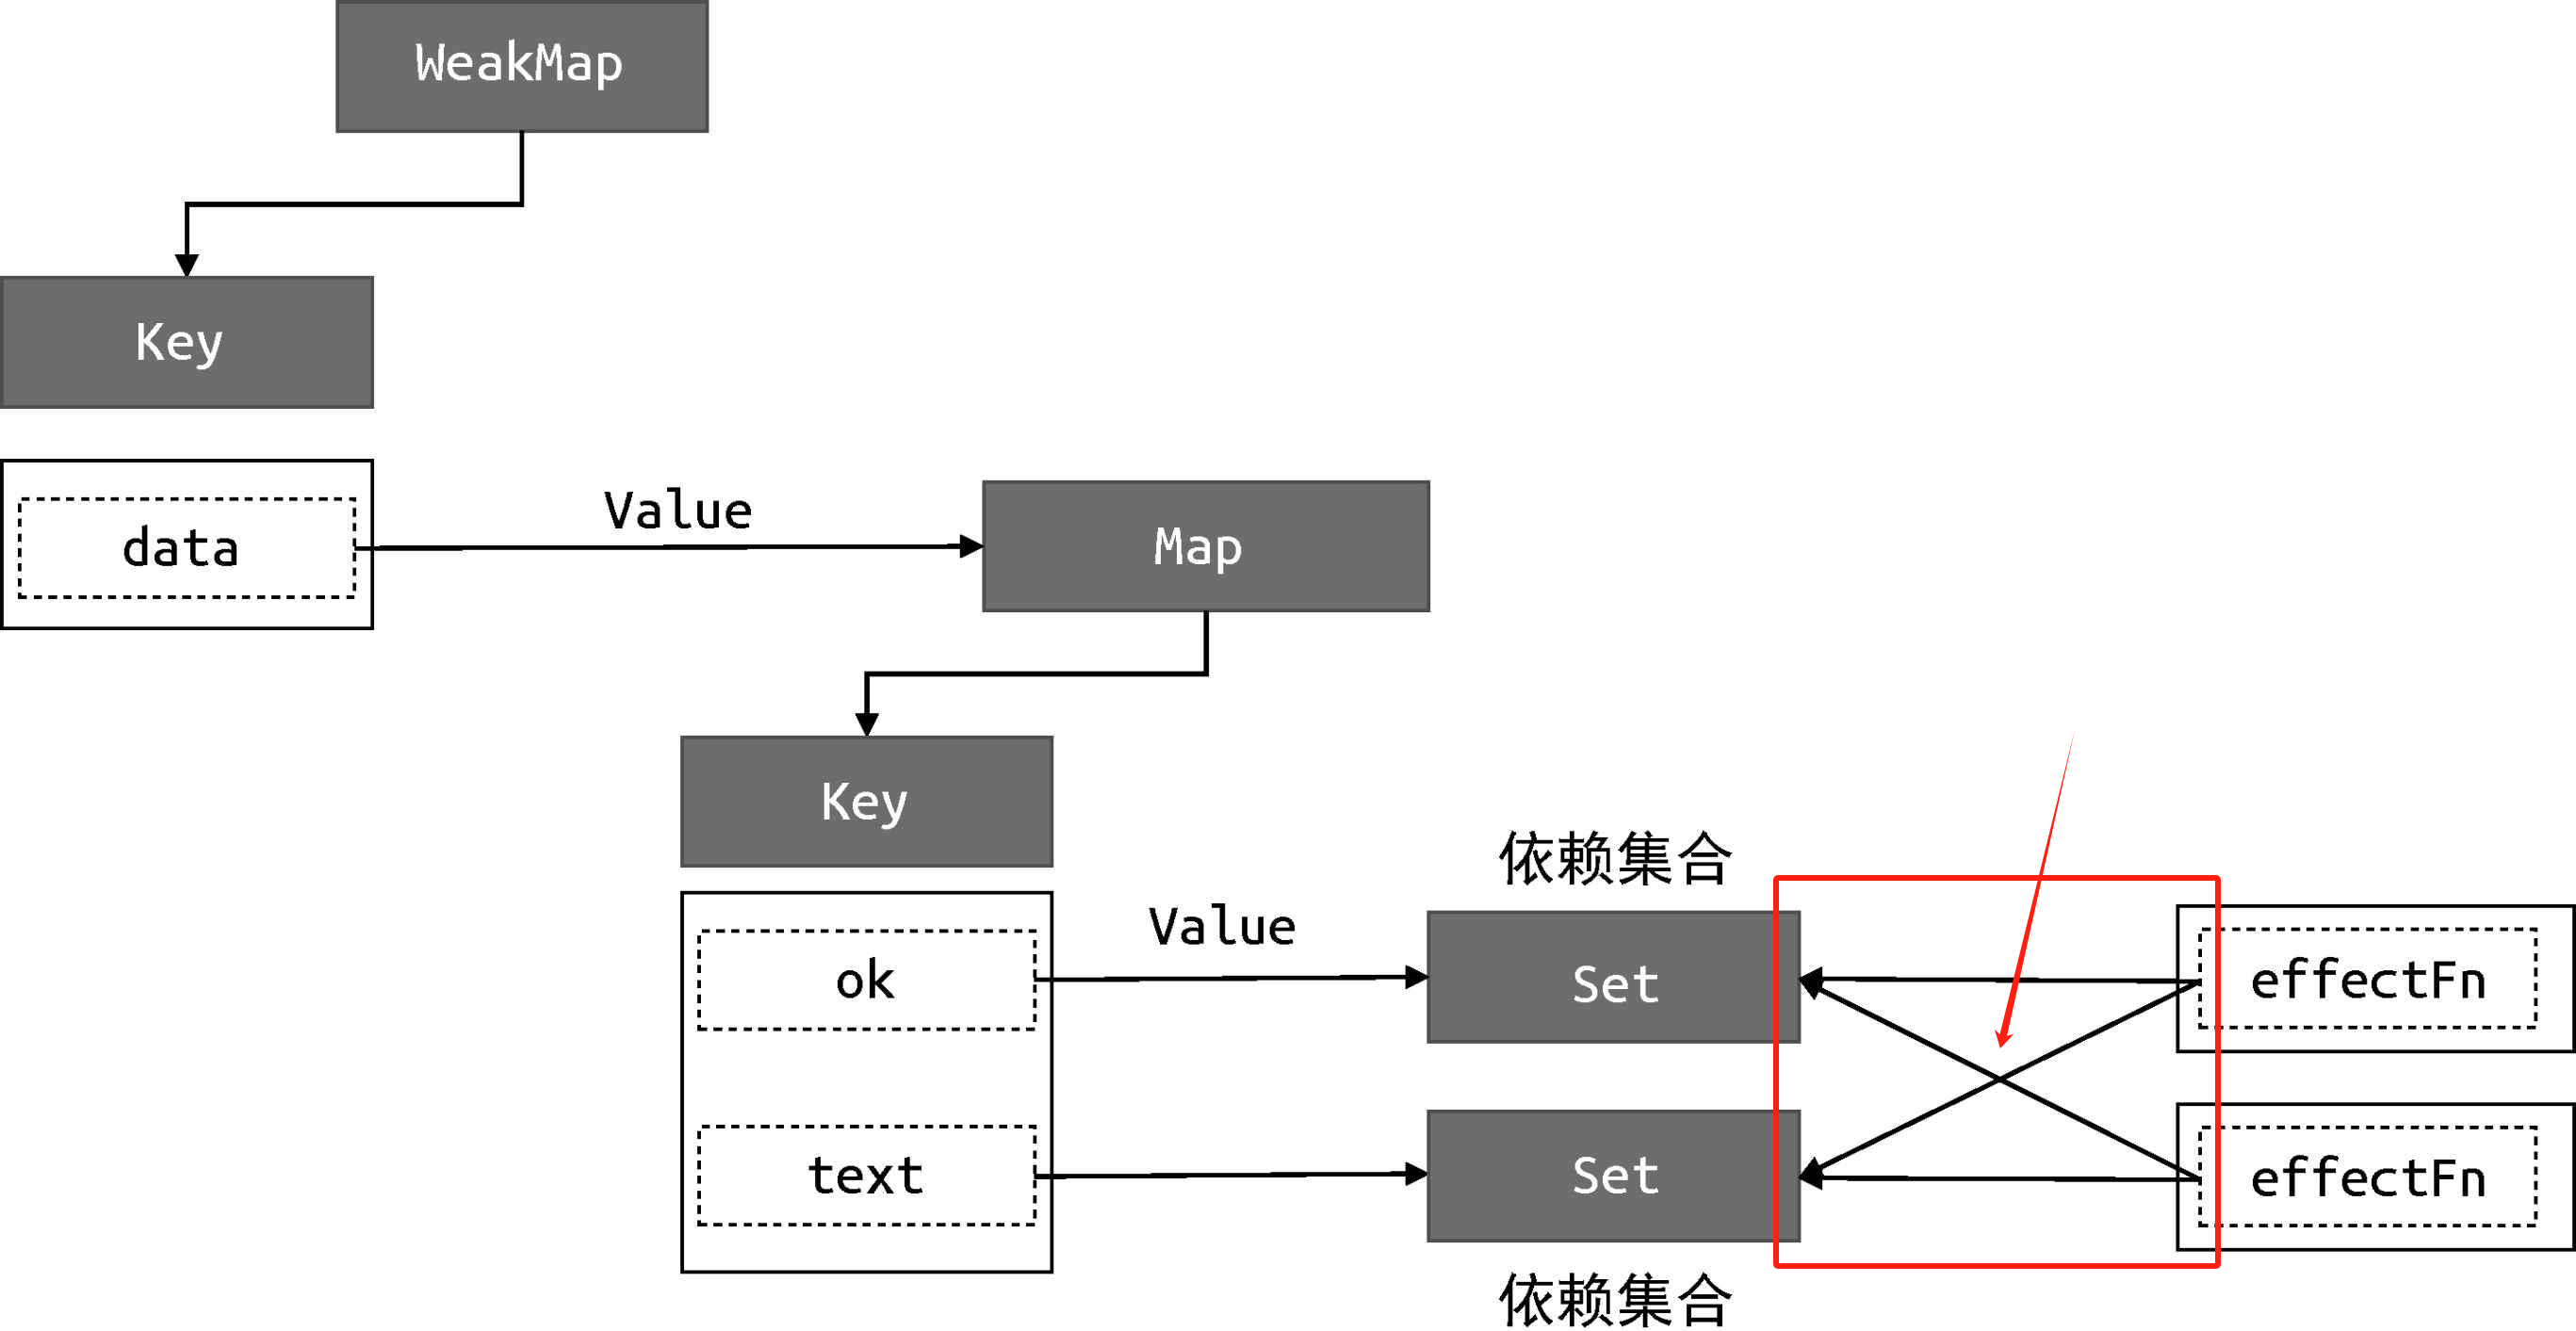 WeakMap
Key
data
Value
Map
Key
依赖集合
ok
Value
Set
effectFn
text
Set
effectFn
依赖集合